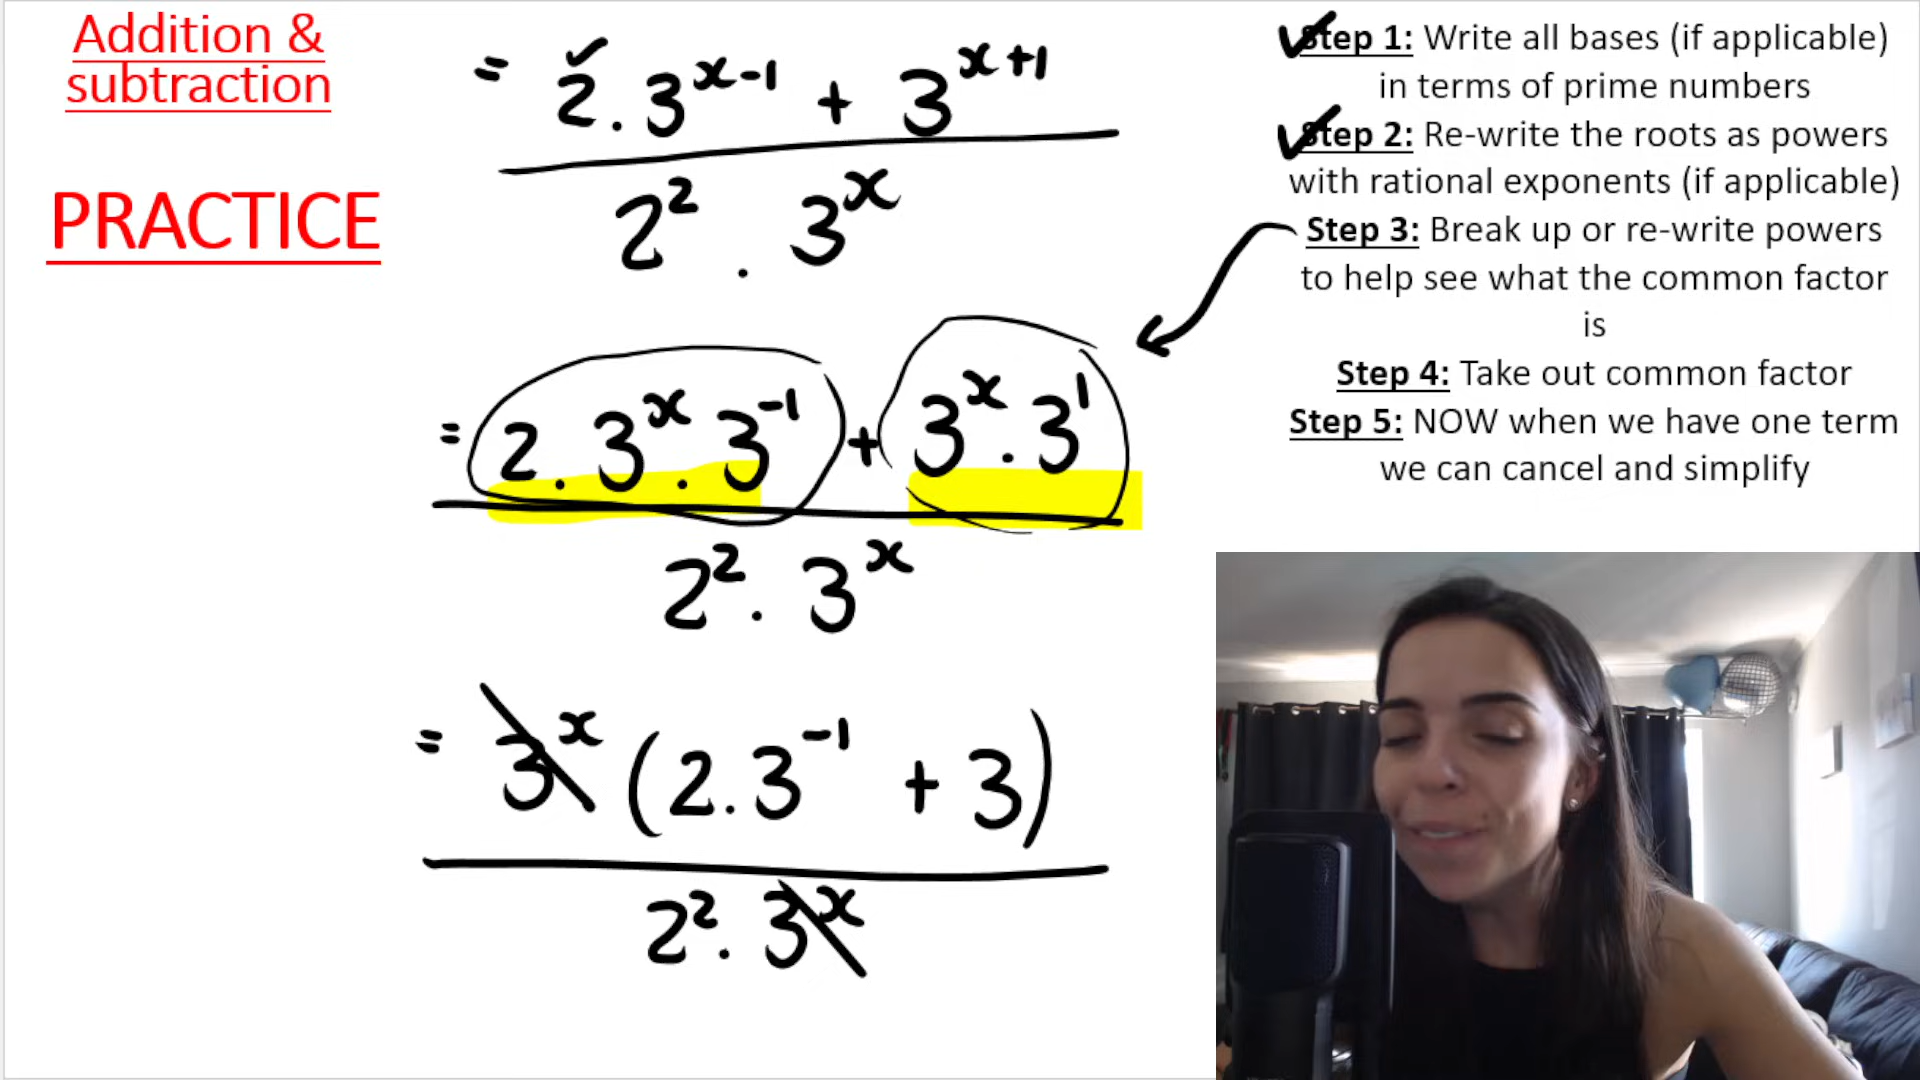 Addition &
subtraction
PRACTICE
= 2 . 3^{x-1} + 3^{x+1}
2^2 . 3^x
= 2 . 3^x . 3^{-1} + 3^x . 3^1
2^2 . 3^x
= 3^x (2 . 3^{-1} + 3)
2^2 . 3^x
Step 1: Write all bases (if applicable)
in terms of prime numbers
Step 2: Re-write the roots as powers
with rational exponents (if applicable)
Step 3: Break up or re-write powers
to help see what the common factor
is
Step 4: Take out common factor
Step 5: NOW when we have one term
we can cancel and simplify